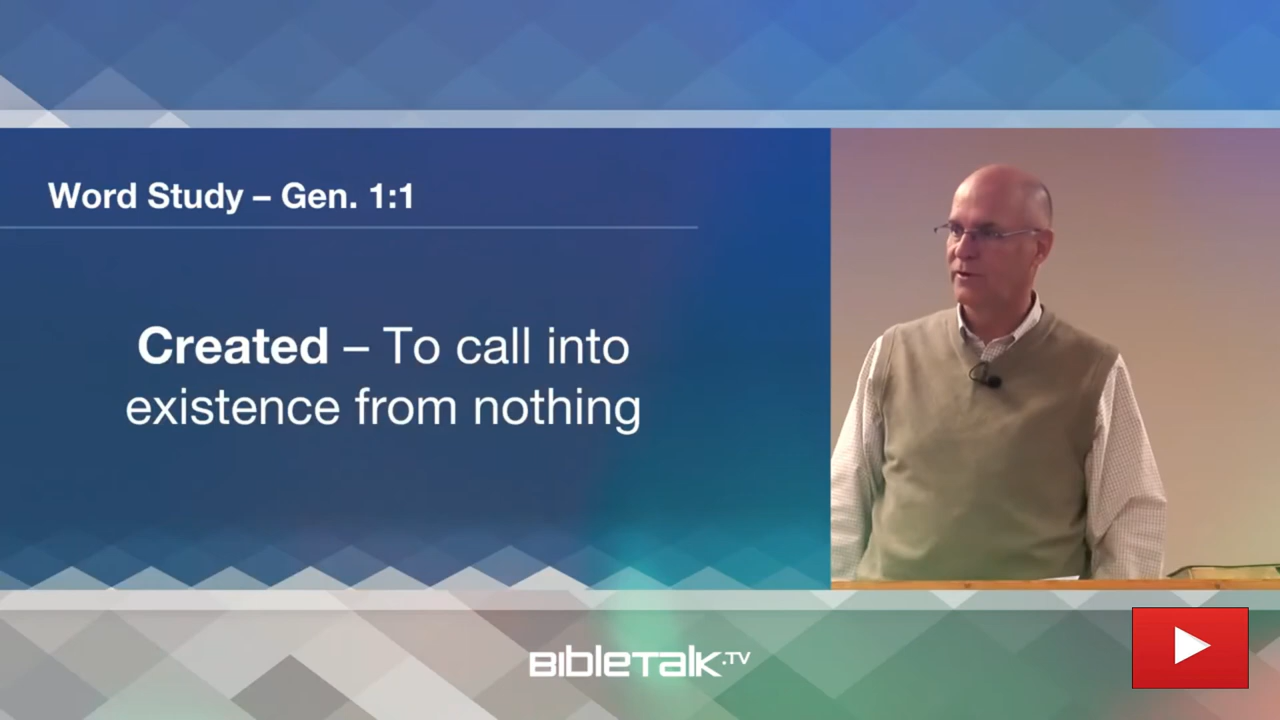 Word Study – Gen. 1:1
Created – To call into
existence from nothing
BIBLETALK.TV